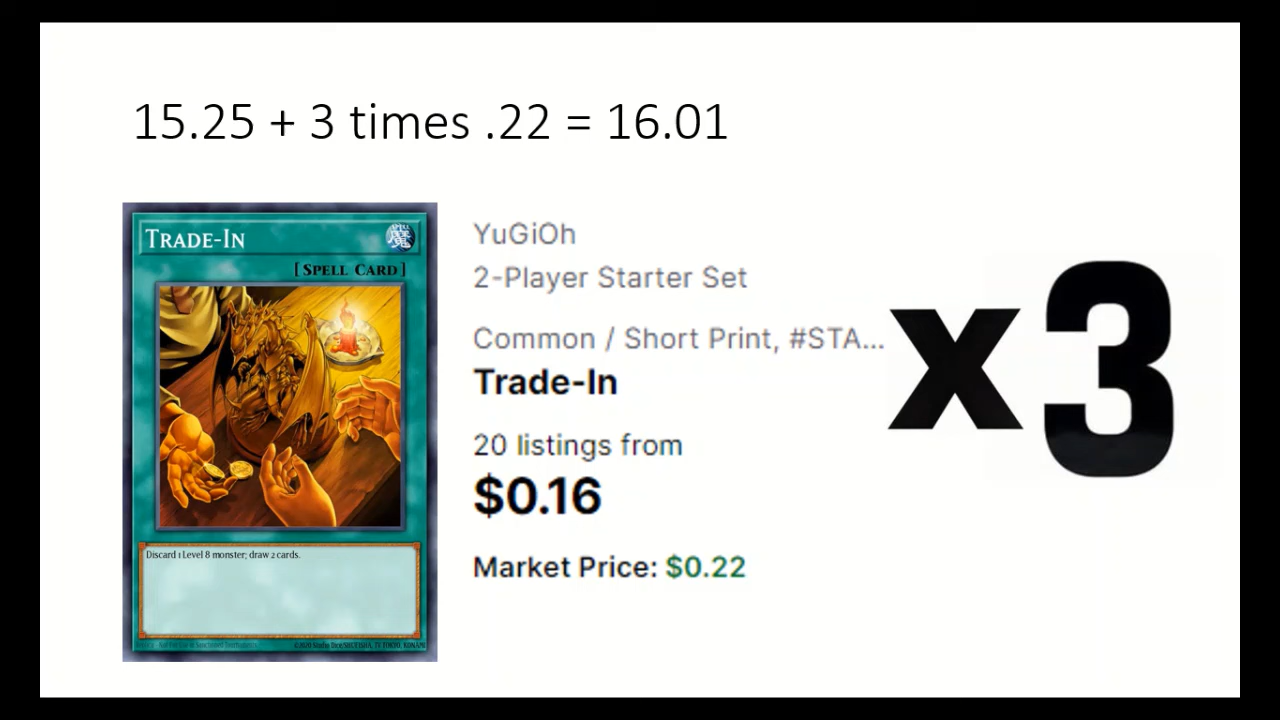 15.25 + 3 times .22 = 16.01
TRADE-IN
魔
[ SPELL CARD ]
Discard 1 Level 8 monster; draw 2 cards.
YuGiOh
2-Player Starter Set
Common / Short Print, #STA...
Trade-In
20 listings from
$0.16
Market Price: $0.22
x3